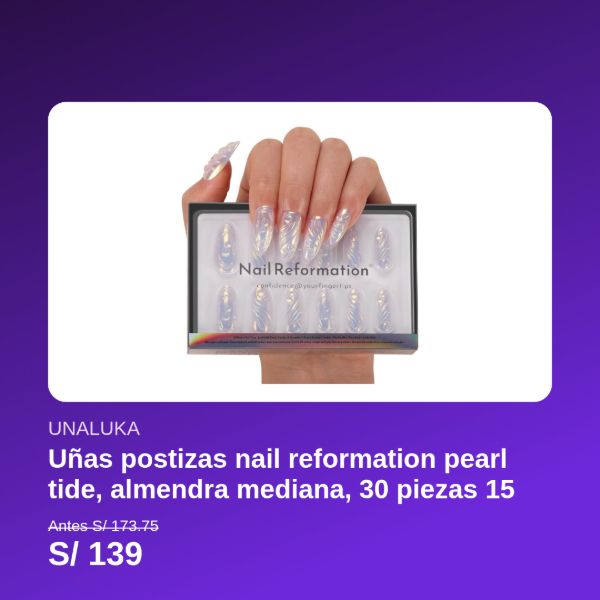 Nail Reformation
confidence@yourfingertips
UNALUKA
Uñas postizas nail reformation pearl
tide, almendra mediana, 30 piezas 15
Antes S/ 173.75
S/ 139